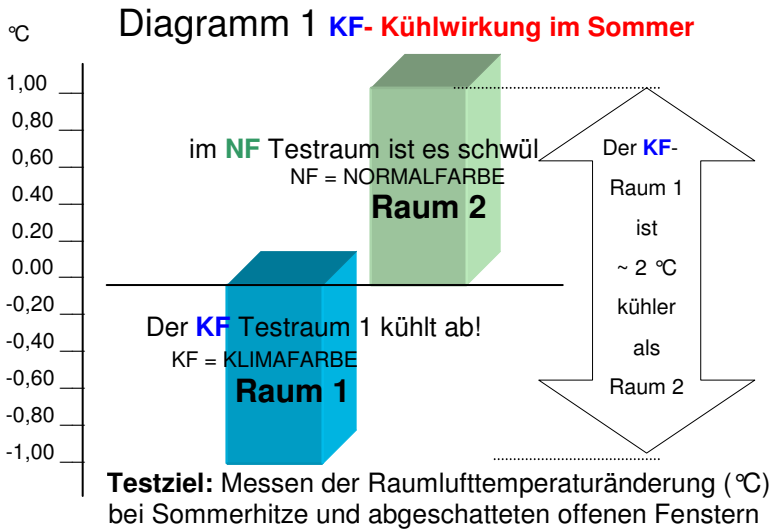 Diagramm 1 KF- Kühlwirkung im Sommer
°C
1,00
0,80
0,60
0,40
0.20
0.00
-0,20
-0,40
-0,60
-0,80
-1,00
im NF Testraum ist es schwül
NF = NORMALFARBE
Raum 2
Der KF Testraum 1 kühlt ab!
KF = KLIMAFARBE
Raum 1
Der KF-
Raum 1
ist
~ 2 °C
kühler
als
Raum 2
Testziel: Messen der Raumlufttemperaturänderung (°C)
bei Sommerhitze und abgeschatteten offenen Fenstern